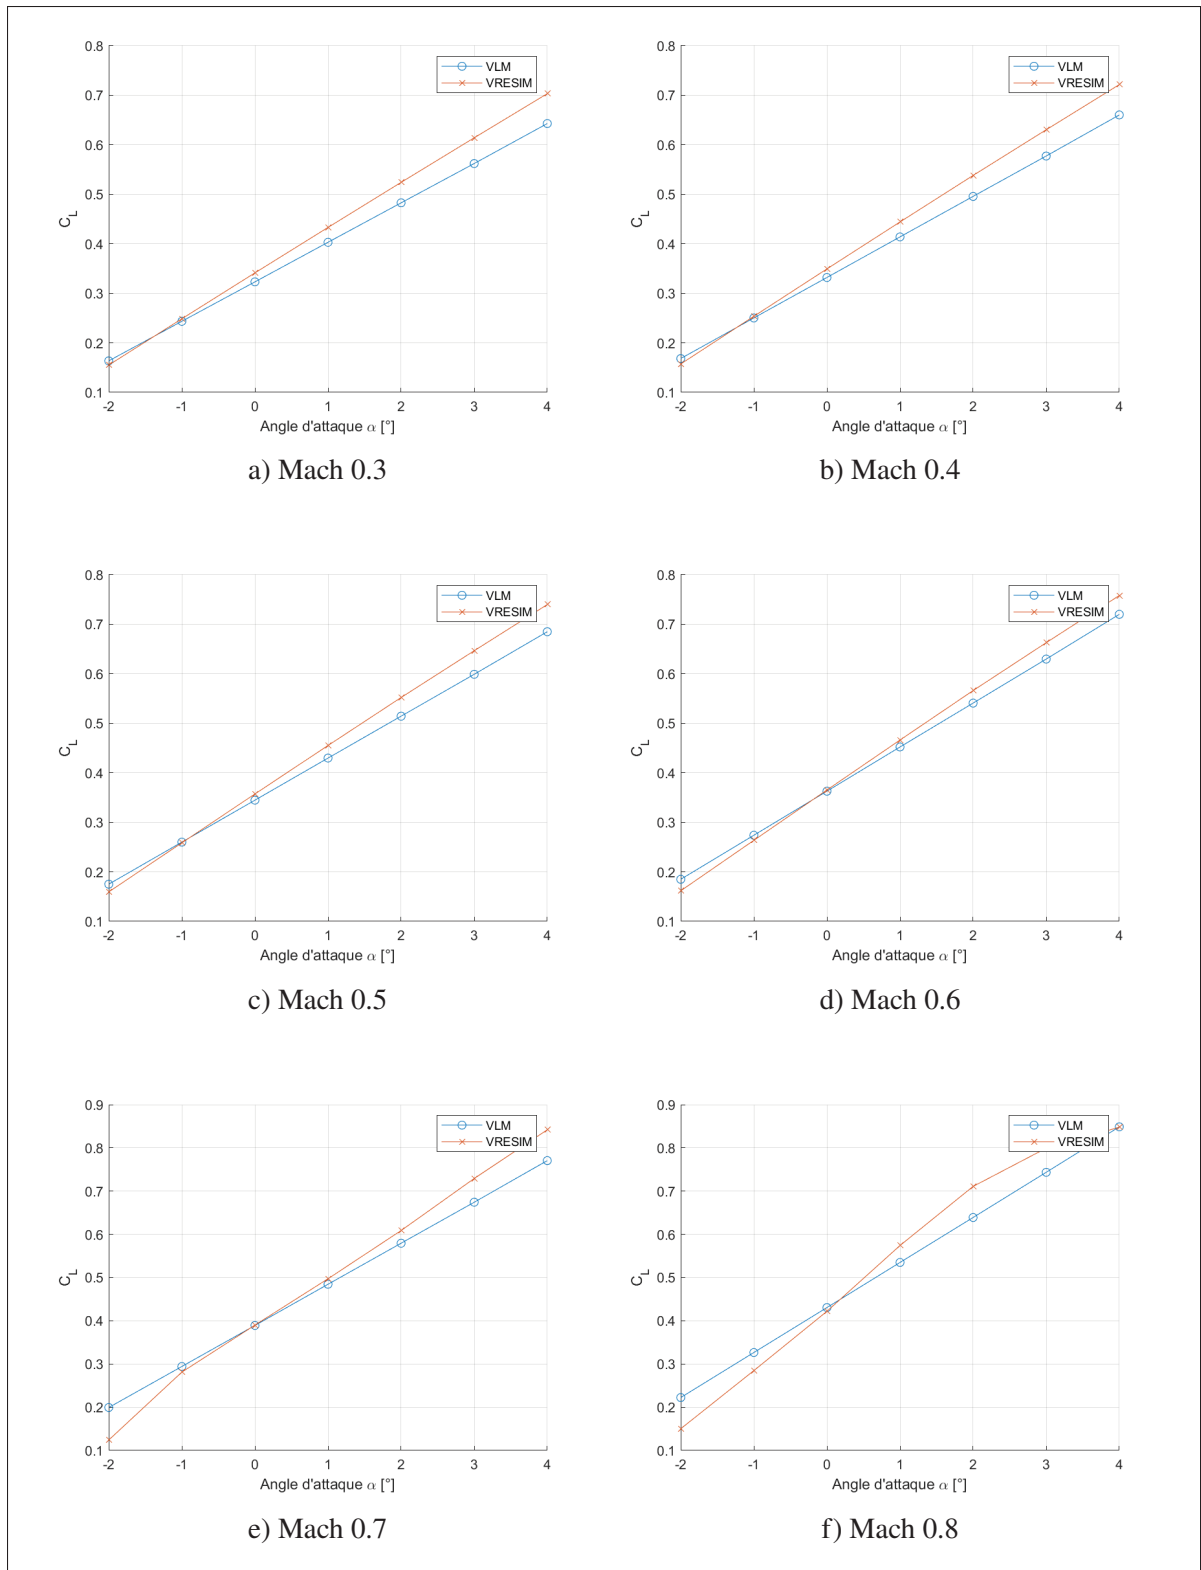 0.8
0.7
0.6
0.5
0.4
0.3
0.2
0.1
C_L
-2 -1 0 1 2 3 4
Angle d'attaque α [°]
VLM
VRESIM
a) Mach 0.3
0.8
0.7
0.6
0.5
0.4
0.3
0.2
0.1
C_L
-2 -1 0 1 2 3 4
Angle d'attaque α [°]
VLM
VRESIM
b) Mach 0.4
0.8
0.7
0.6
0.5
0.4
0.3
0.2
0.1
C_L
-2 -1 0 1 2 3 4
Angle d'attaque α [°]
VLM
VRESIM
c) Mach 0.5
0.8
0.7
0.6
0.5
0.4
0.3
0.2
0.1
C_L
-2 -1 0 1 2 3 4
Angle d'attaque α [°]
VLM
VRESIM
d) Mach 0.6
0.9
0.8
0.7
0.6
0.5
0.4
0.3
0.2
0.1
C_L
-2 -1 0 1 2 3 4
Angle d'attaque α [°]
VLM
VRESIM
e) Mach 0.7
0.9
0.8
0.7
0.6
0.5
0.4
0.3
0.2
0.1
C_L
-2 -1 0 1 2 3 4
Angle d'attaque α [°]
VLM
VRESIM
f) Mach 0.8